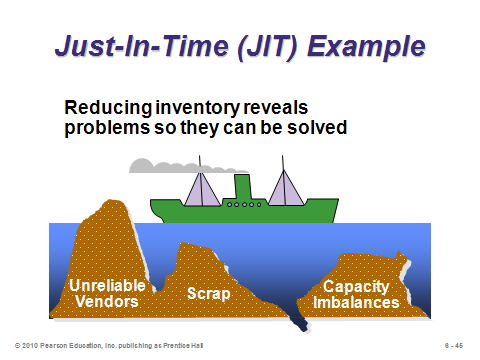 Just-In-Time (JIT) Example
Reducing inventory reveals
problems so they can be solved
Unreliable
Vendors
Scrap
Capacity
Imbalances
© 2010 Pearson Education, Inc. publishing as Prentice Hall
6 - 45